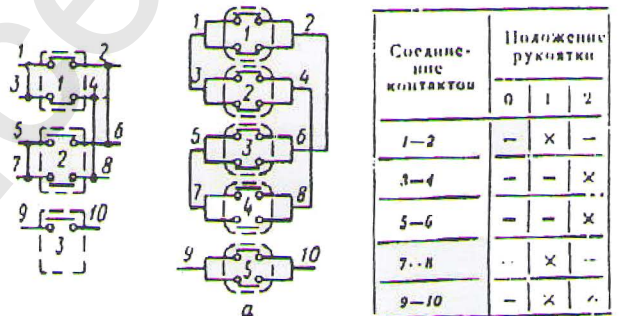 1 2
3 1 4
5 6
7 2 8
9 10
3
1 1 2
3 2 4
5 3 6
7 4 8
9 5 10
а
Соедине-
ние
контактов
Положение
рукоятки
0 1 2
1—2 — × —
3—4 — — ×
5—6 — — ×
7--8 -- × --
9—10 — ×